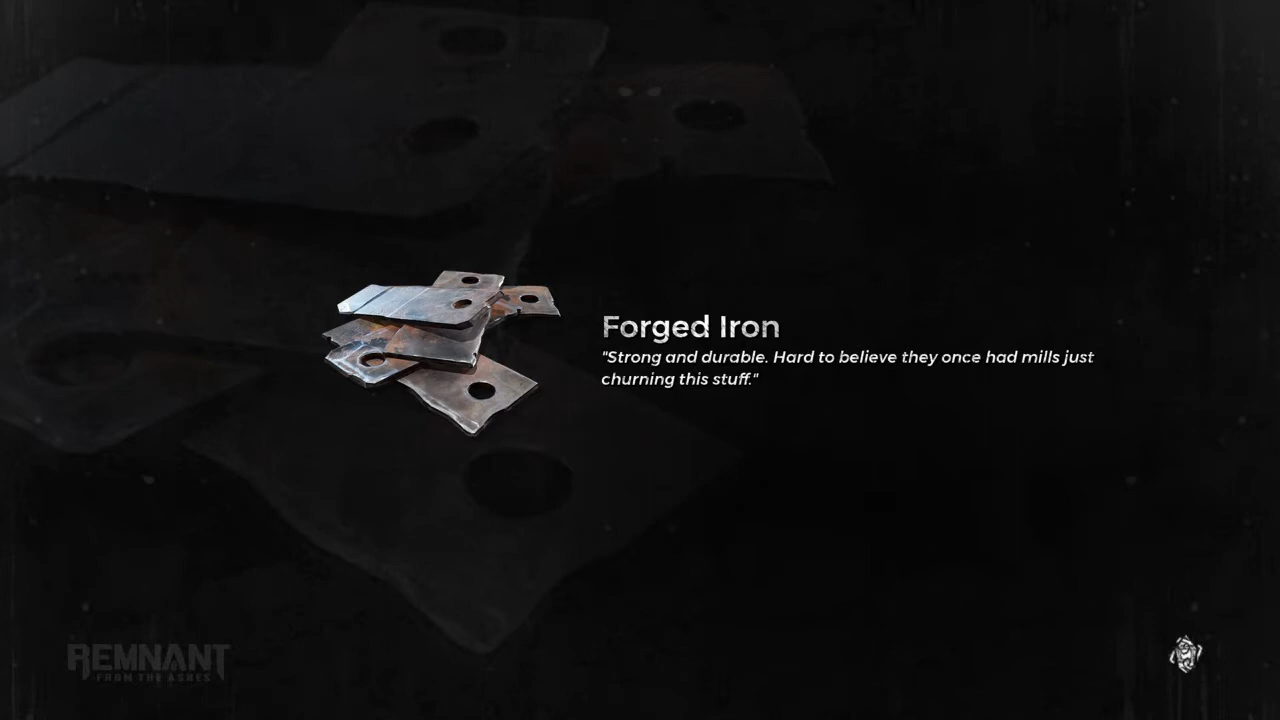 Forged Iron
"Strong and durable. Hard to believe they once had mills just
churning this stuff."
REMNANT
FROM THE ASHES